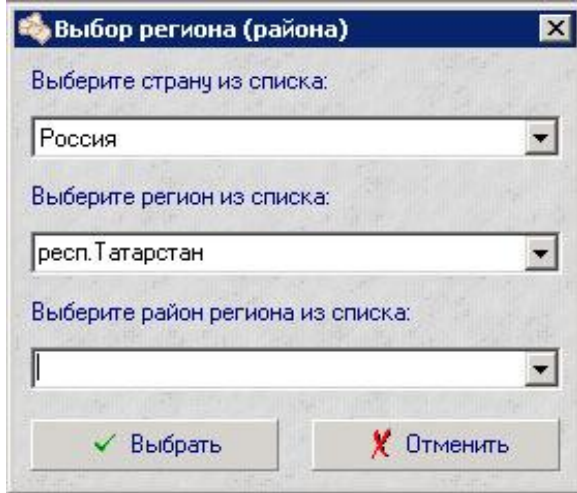 Выбор региона (района)
Выберите страну из списка:
Россия
Выберите регион из списка:
респ.Татарстан
Выберите район региона из списка:
Выбрать Отменить